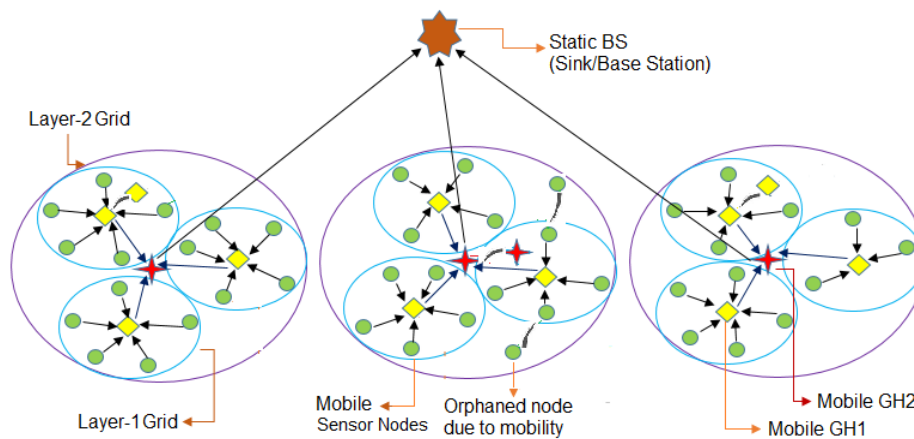 Static BS
(Sink/Base Station)
Layer-2 Grid
Layer-1 Grid
Mobile
Sensor Nodes
Orphaned node
due to mobility
Mobile GH2
Mobile GH1